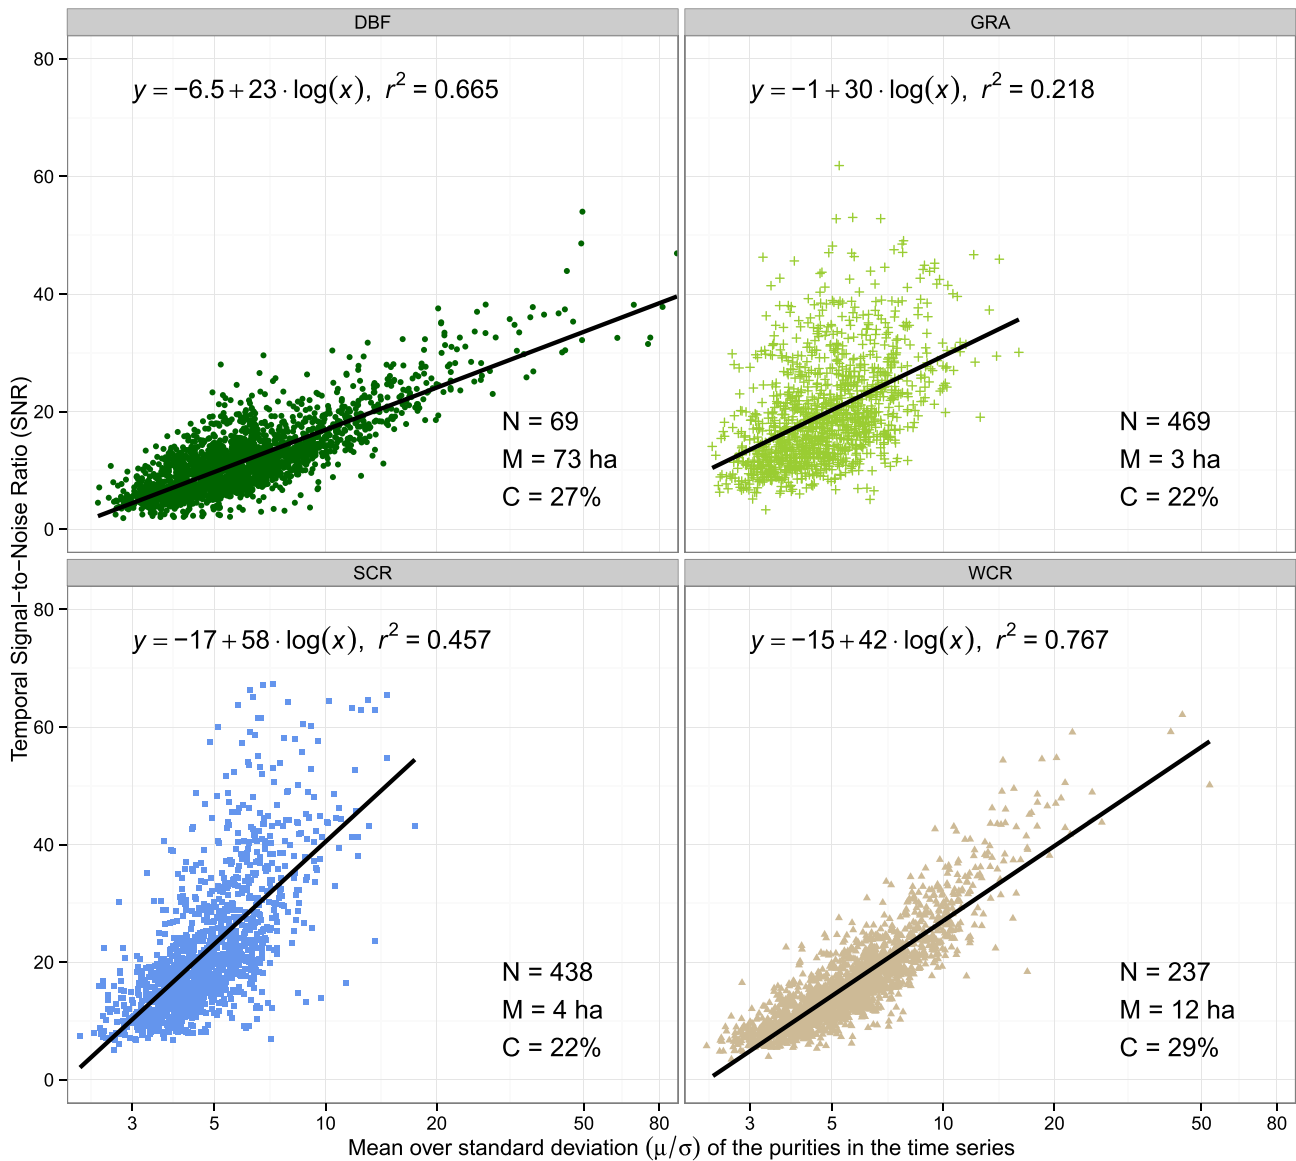 DBF
GRA
y = −6.5 + 23 · log(x), r² = 0.665
y = −1 + 30 · log(x), r² = 0.218
80
60
40
20
0
N = 69
M = 73 ha
C = 27%
N = 469
M = 3 ha
C = 22%
Temporal Signal−to−Noise Ratio (SNR)
SCR
WCR
y = −17 + 58 · log(x), r² = 0.457
y = −15 + 42 · log(x), r² = 0.767
80
60
40
20
0
N = 438
M = 4 ha
C = 22%
N = 237
M = 12 ha
C = 29%
3 5 10 20 50 80
3 5 10 20 50 80
Mean over standard deviation (μ/σ) of the purities in the time series